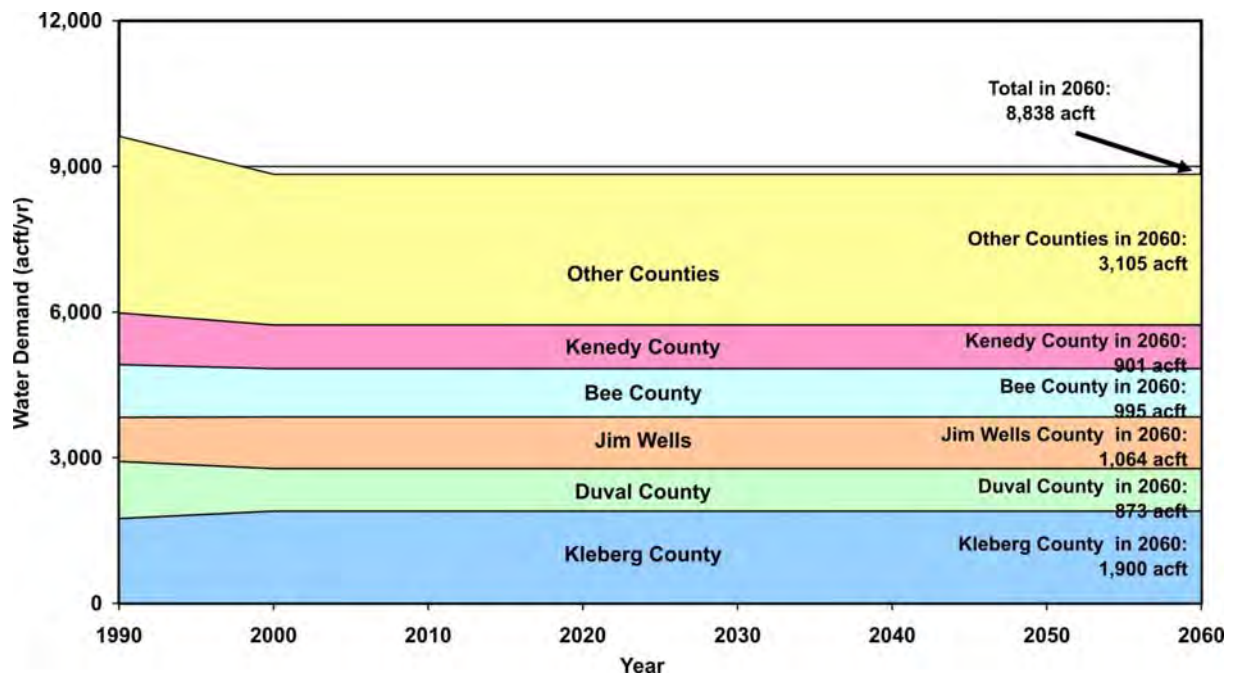 12,000
Total in 2060:
8,838 acft
9,000
Other Counties in 2060:
3,105 acft
Other Counties
6,000
Kenedy County
Kenedy County in 2060:
901 acft
Bee County
Bee County in 2060:
995 acft
Jim Wells
Jim Wells County in 2060:
1,064 acft
3,000
Duval County
Duval County in 2060:
873 acft
Kleberg County
Kleberg County in 2060:
1,900 acft
0
Water Demand (acft/yr)
1990 2000 2010 2020 2030 2040 2050 2060
Year